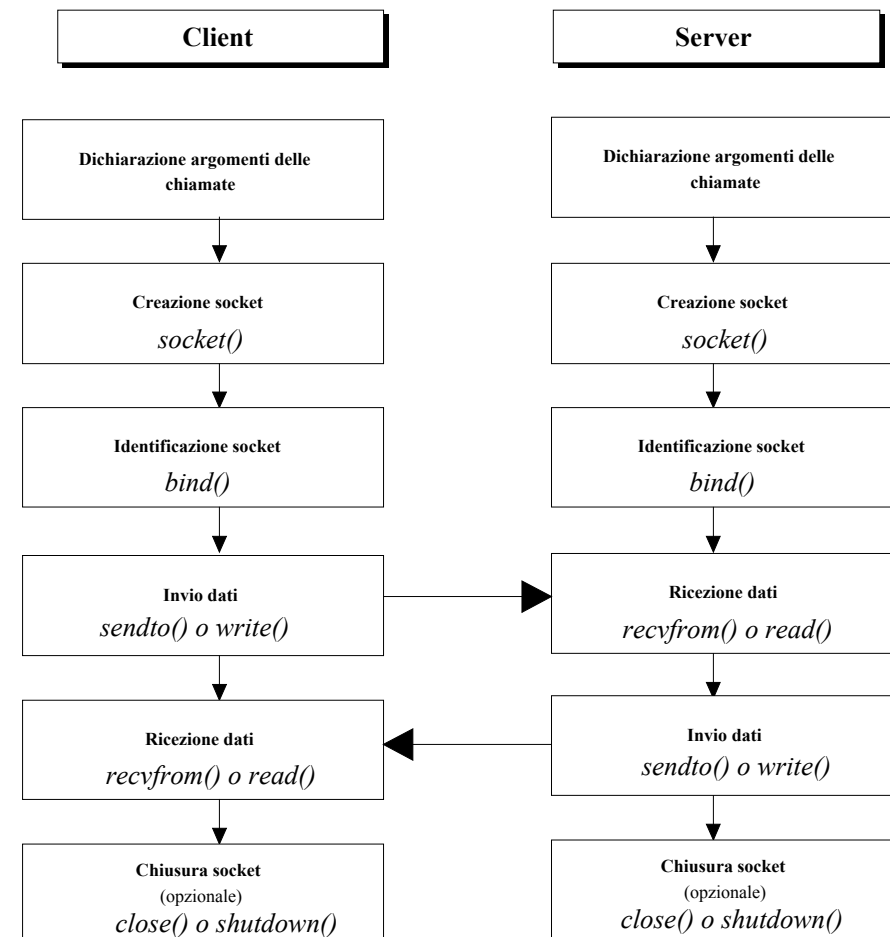 Client
Server
Dichiarazione argomenti delle
chiamate
Dichiarazione argomenti delle
chiamate
Creazione socket
socket()
Creazione socket
socket()
Identificazione socket
bind()
Identificazione socket
bind()
Invio dati
sendto() o write()
Ricezione dati
recvfrom() o read()
Ricezione dati
recvfrom() o read()
Invio dati
sendto() o write()
Chiusura socket
(opzionale)
close() o shutdown()
Chiusura socket
(opzionale)
close() o shutdown()